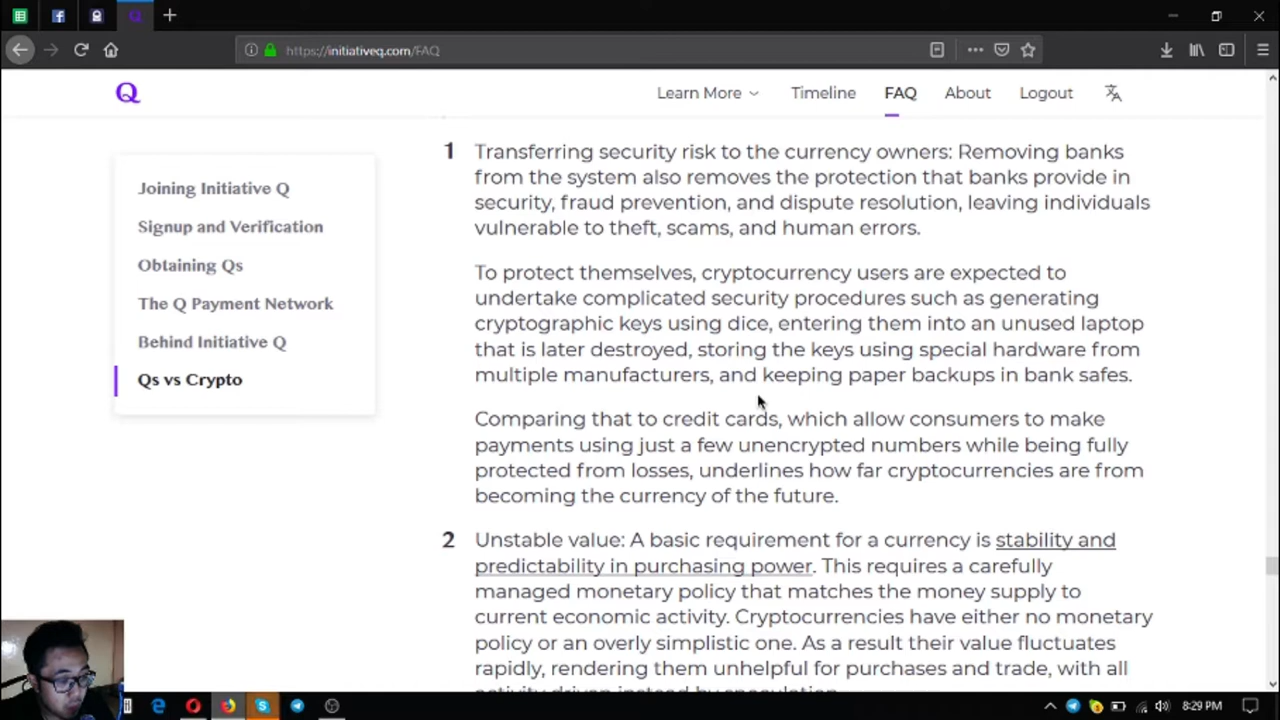 Q
https://initiativeq.com/FAQ
Q
Learn More
Timeline
FAQ
About
Logout
Joining Initiative Q
Signup and Verification
Obtaining Qs
The Q Payment Network
Behind Initiative Q
Qs vs Crypto
1 Transferring security risk to the currency owners: Removing banks
from the system also removes the protection that banks provide in
security, fraud prevention, and dispute resolution, leaving individuals
vulnerable to theft, scams, and human errors.
To protect themselves, cryptocurrency users are expected to
undertake complicated security procedures such as generating
cryptographic keys using dice, entering them into an unused laptop
that is later destroyed, storing the keys using special hardware from
multiple manufacturers, and keeping paper backups in bank safes.
Comparing that to credit cards, which allow consumers to make
payments using just a few unencrypted numbers while being fully
protected from losses, underlines how far cryptocurrencies are from
becoming the currency of the future.
2 Unstable value: A basic requirement for a currency is stability and
predictability in purchasing power. This requires a carefully
managed monetary policy that matches the money supply to
current economic activity. Cryptocurrencies have either no monetary
policy or an overly simplistic one. As a result their value fluctuates
rapidly, rendering them unhelpful for purchases and trade, with all
activity driven instead by speculation.
8:29 PM